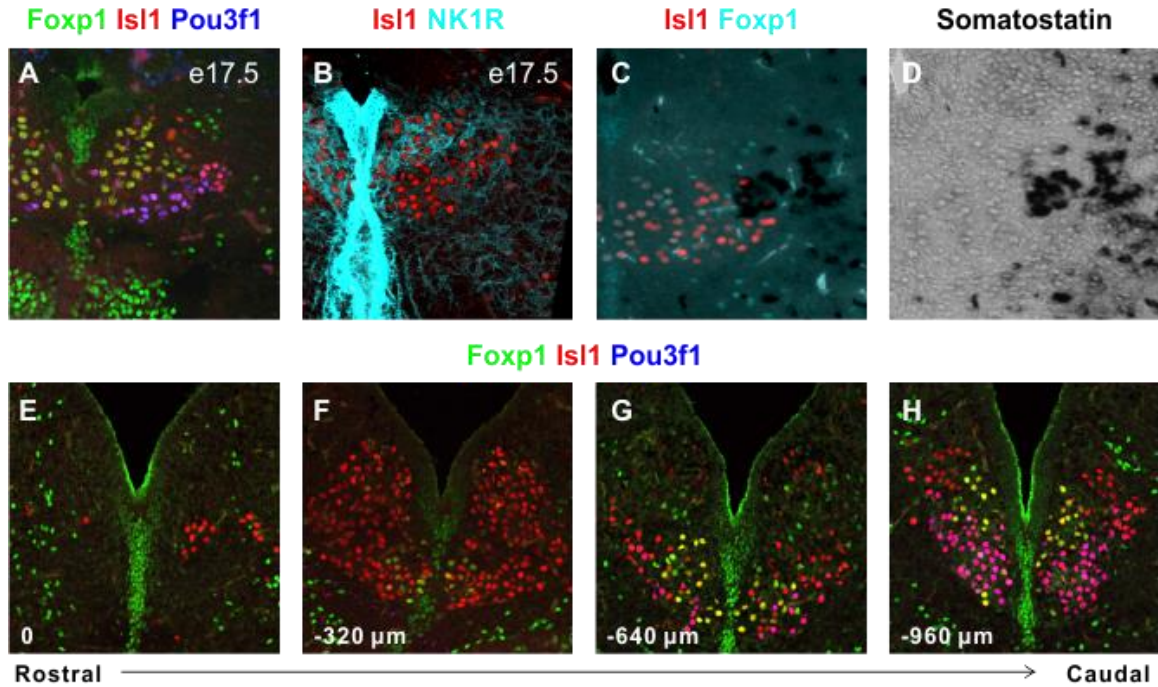 Foxp1 Isl1 Pou3f1
Isl1 NK1R
Isl1 Foxp1
Somatostatin
A
e17.5
B
e17.5
C
D
Foxp1 Isl1 Pou3f1
E
F
G
H
0
-320 µm
-640 µm
-960 µm
Rostral
Caudal